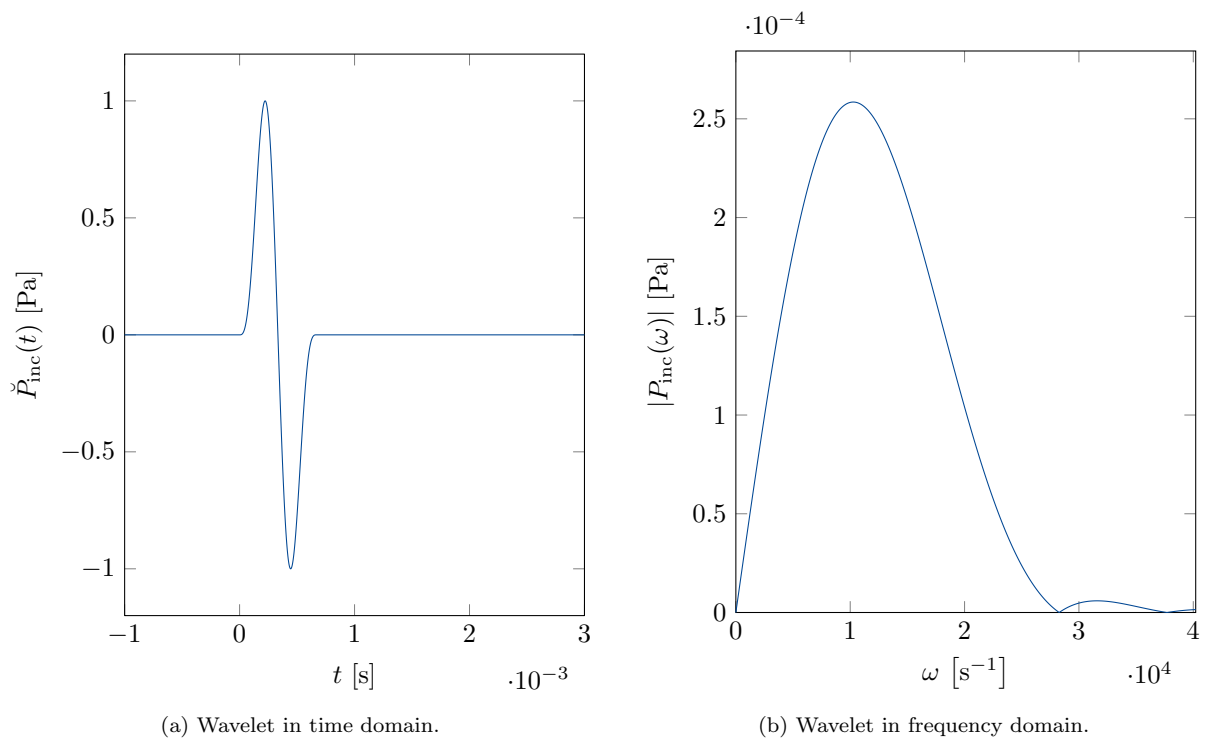 1
0.5
0
−0.5
−1
−1 0 1 2 3
·10⁻³
t [s]
P̆inc(t) [Pa]
(a) Wavelet in time domain.
·10⁻⁴
2.5
2
1.5
1
0.5
0
0 1 2 3 4
·10⁴
ω [s⁻¹]
|Pinc(ω)| [Pa]
(b) Wavelet in frequency domain.